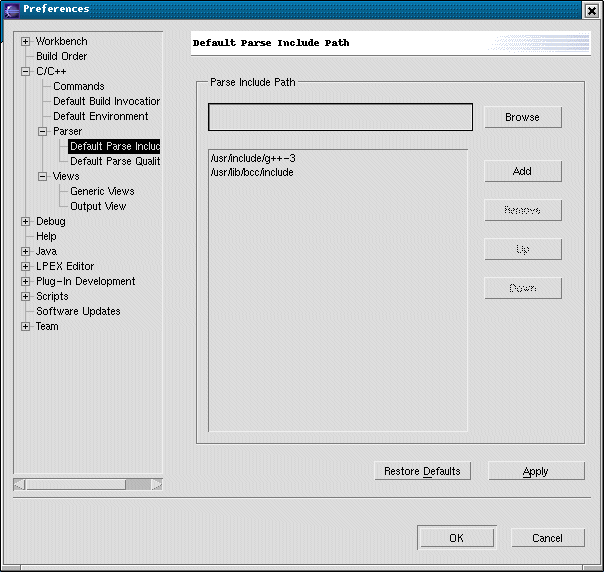 Preferences
Workbench
Build Order
C/C++
Commands
Default Build Invocation
Default Environment
Parser
Default Parse Includ
Default Parse Qualit
Views
Generic Views
Output View
Debug
Help
Java
LPEX Editor
Plug-In Development
Scripts
Software Updates
Team
Default Parse Include Path
Parse Include Path
Browse
/usr/include/g++-3
/usr/lib/bcc/include
Add
Remove
Up
Down
Restore Defaults
Apply
OK
Cancel